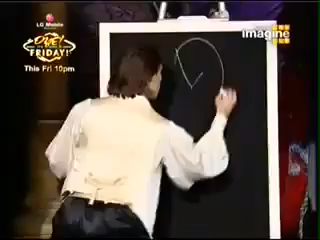 LG Mobile
OYE!
FRIDAY!
This Fri 10pm
imagine